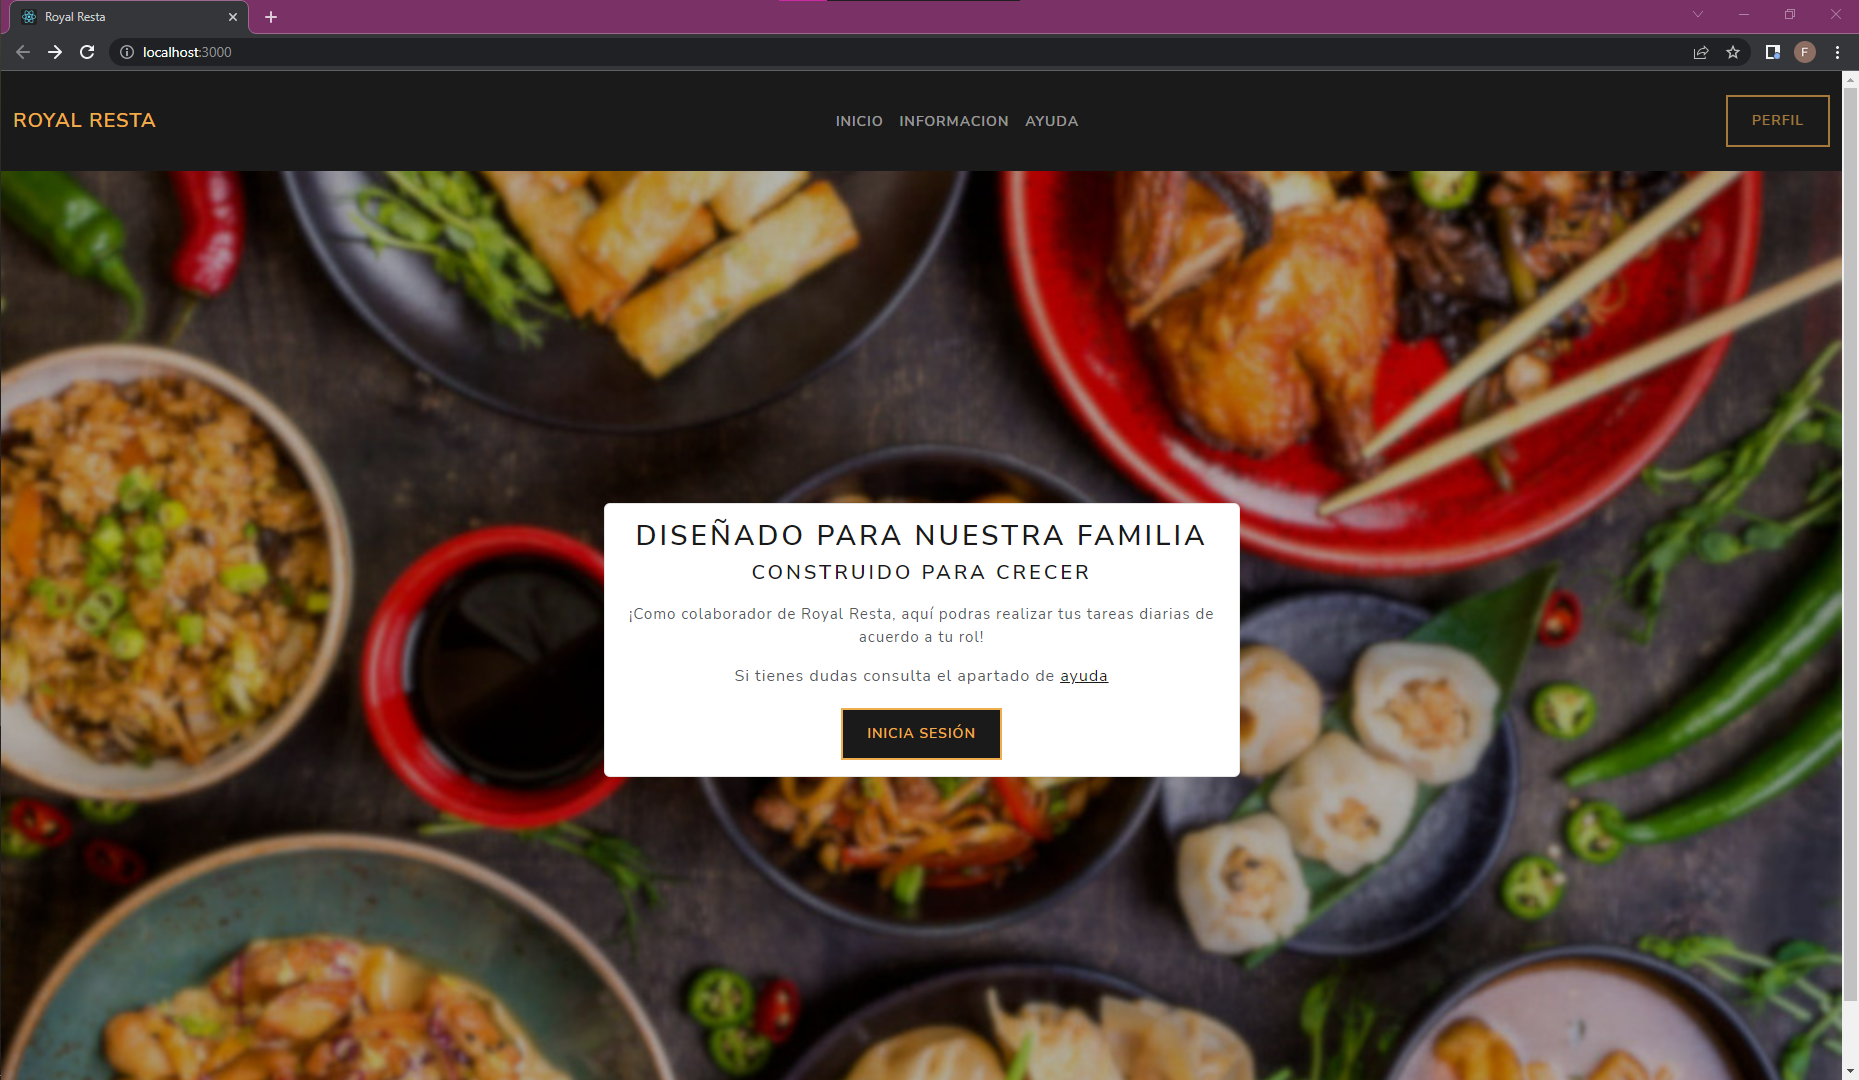 Royal Resta
localhost:3000
F
ROYAL RESTA
INICIO INFORMACION AYUDA
PERFIL
DISEÑADO PARA NUESTRA FAMILIA
CONSTRUIDO PARA CRECER
¡Como colaborador de Royal Resta, aquí podras realizar tus tareas diarias de
acuerdo a tu rol!
Si tienes dudas consulta el apartado de ayuda
INICIA SESIÓN